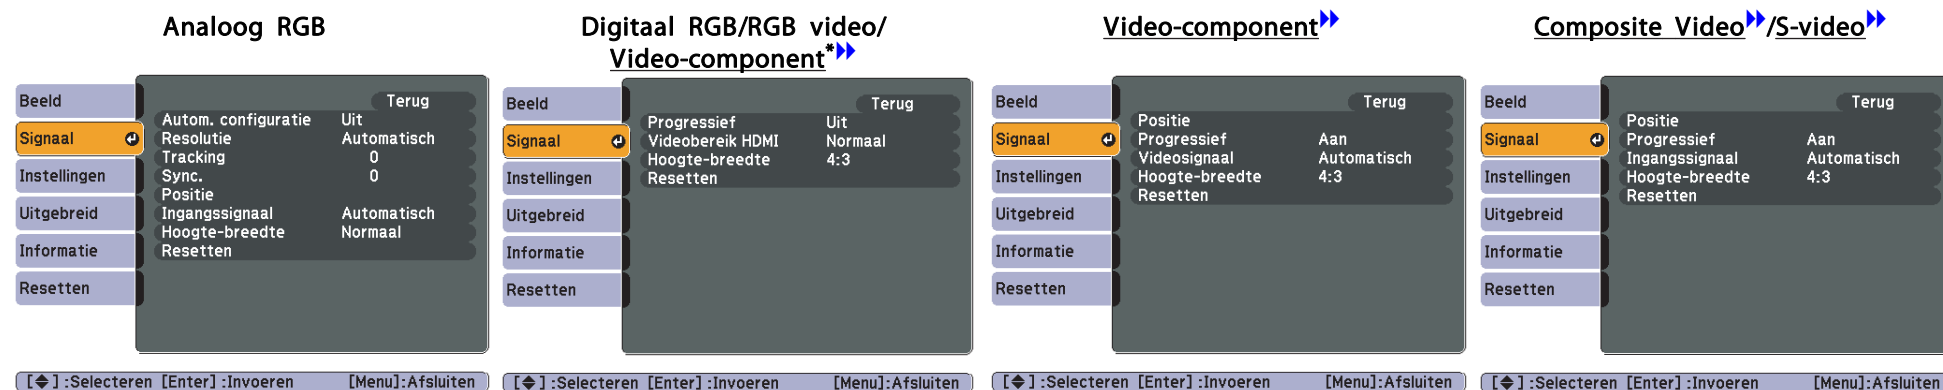 Analoog RGB
Beeld
Signaal
Instellingen
Uitgebreid
Informatie
Resetten
Terug
Autom. configuratie Uit
Resolutie Automatisch
Tracking 0
Sync. 0
Positie
Ingangssignaal Automatisch
Hoogte-breedte Normaal
Resetten
[ ] :Selecteren [Enter] :Invoeren [Menu]:Afsluiten
Digitaal RGB/RGB video/
Video-component*
Beeld
Signaal
Instellingen
Uitgebreid
Informatie
Resetten
Terug
Progressief Uit
Videobereik HDMI Normaal
Hoogte-breedte 4:3
Resetten
[ ] :Selecteren [Enter] :Invoeren [Menu]:Afsluiten
Video-component
Beeld
Signaal
Instellingen
Uitgebreid
Informatie
Resetten
Terug
Positie
Progressief Aan
Videosignaal Automatisch
Hoogte-breedte 4:3
Resetten
[ ] :Selecteren [Enter] :Invoeren [Menu]:Afsluiten
Composite Video/S-video
Beeld
Signaal
Instellingen
Uitgebreid
Informatie
Resetten
Terug
Positie
Progressief Aan
Ingangssignaal Automatisch
Hoogte-breedte 4:3
Resetten
[ ] :Selecteren [Enter] :Invoeren [Menu]:Afsluiten